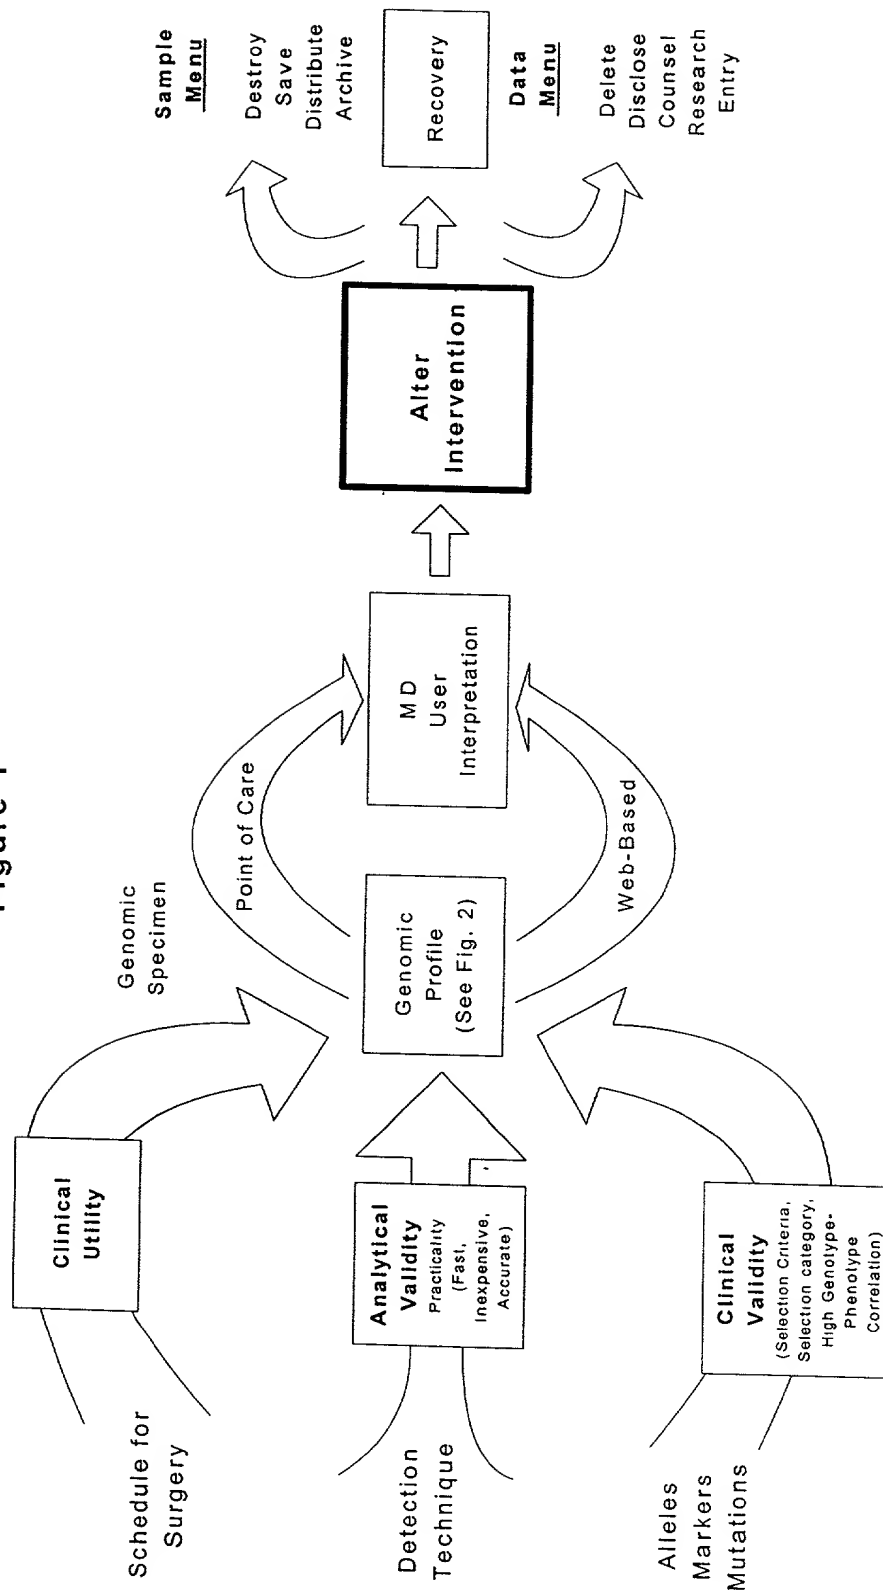 Figure 1
Schedule for
Surgery
Clinical
Utility
Genomic
Specimen
Detection
Technique
Analytical
Validity
Practicality
(Fast,
Inexpensive,
Accurate)
Alleles
Markers
Mutations
Clinical
Validity
(Selection Criteria,
Selection category,
High Genotype-
Phenotype
Correlation)
Genomic
Profile
(See Fig. 2)
Point of Care
Web-Based
MD
User
Interpretation
Alter
Intervention
Sample
Menu
Destroy
Save
Distribute
Archive
Recovery
Data
Menu
Delete
Disclose
Counsel
Research
Entry